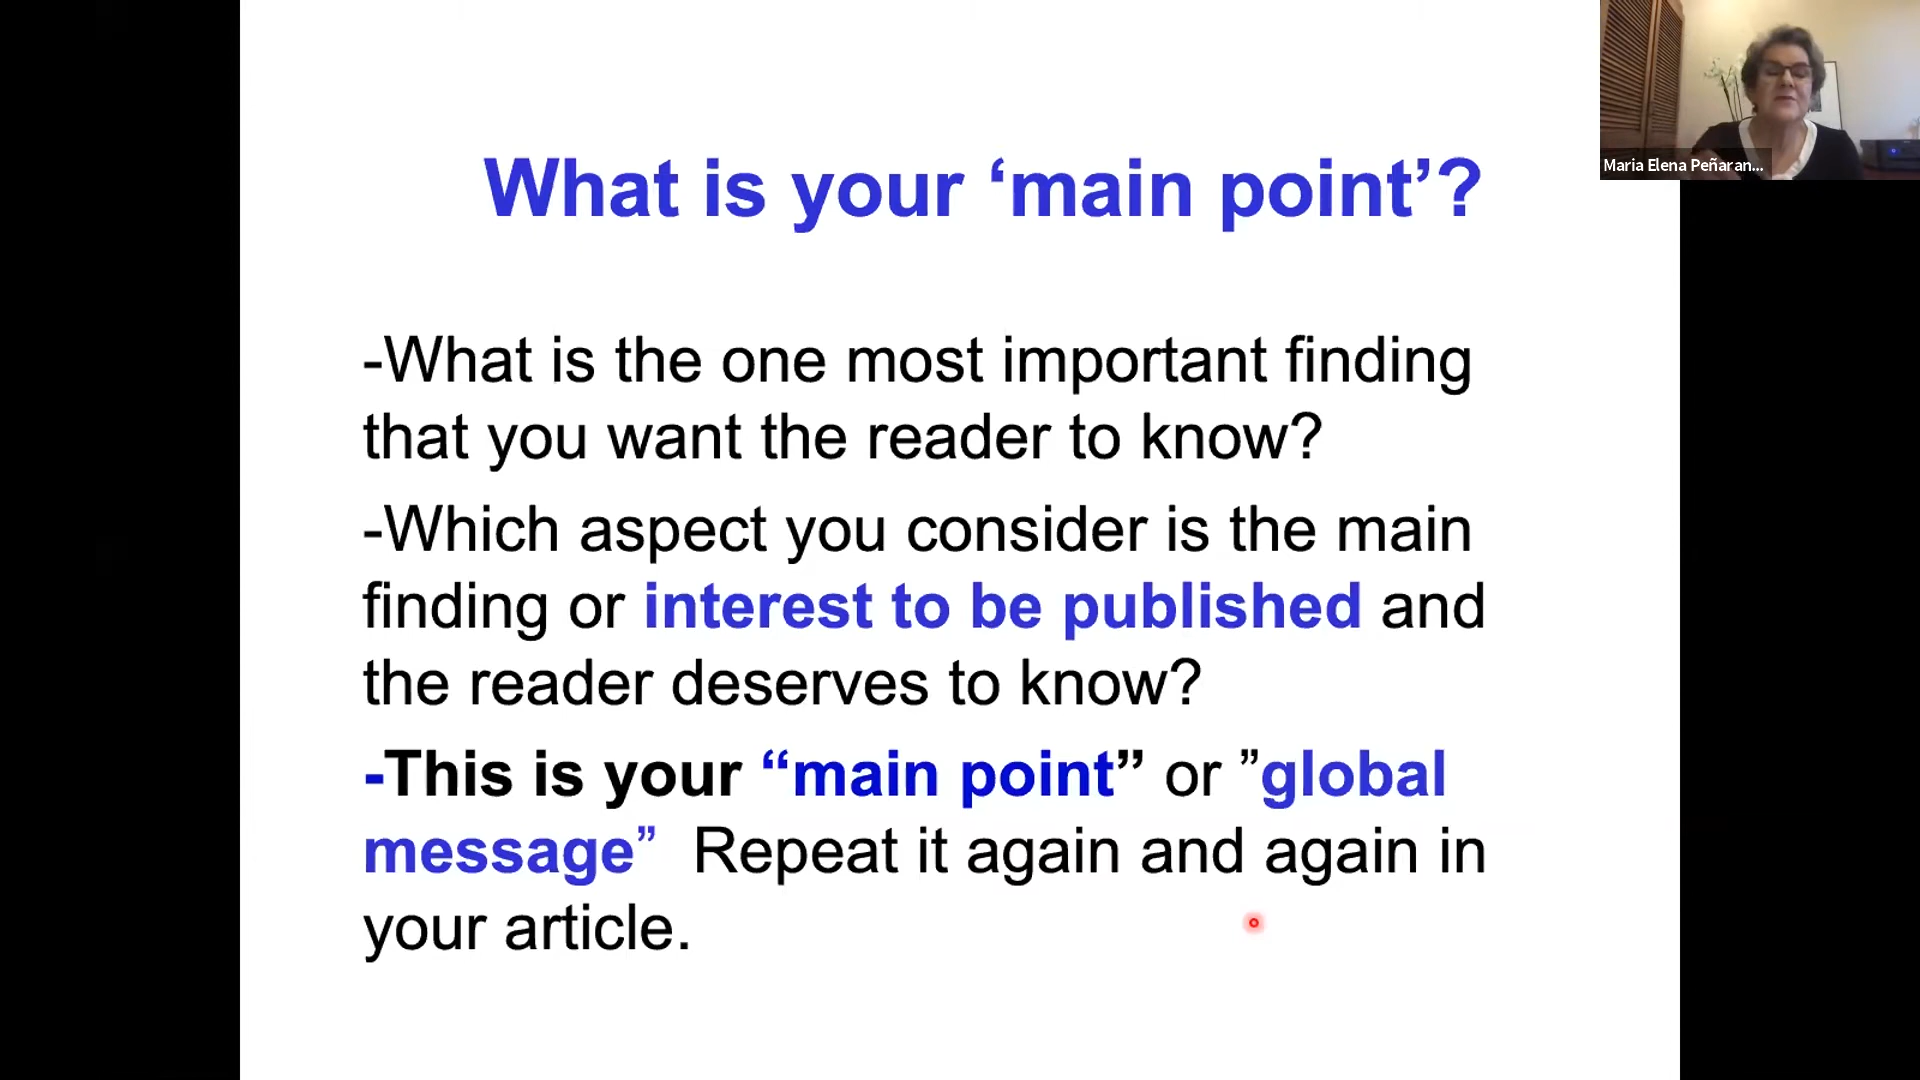 What is your ‘main point’?
-What is the one most important finding
that you want the reader to know?
-Which aspect you consider is the main
finding or interest to be published and
the reader deserves to know?
-This is your “main point” or ”global
message”  Repeat it again and again in
your article.
Maria Elena Peñaran...